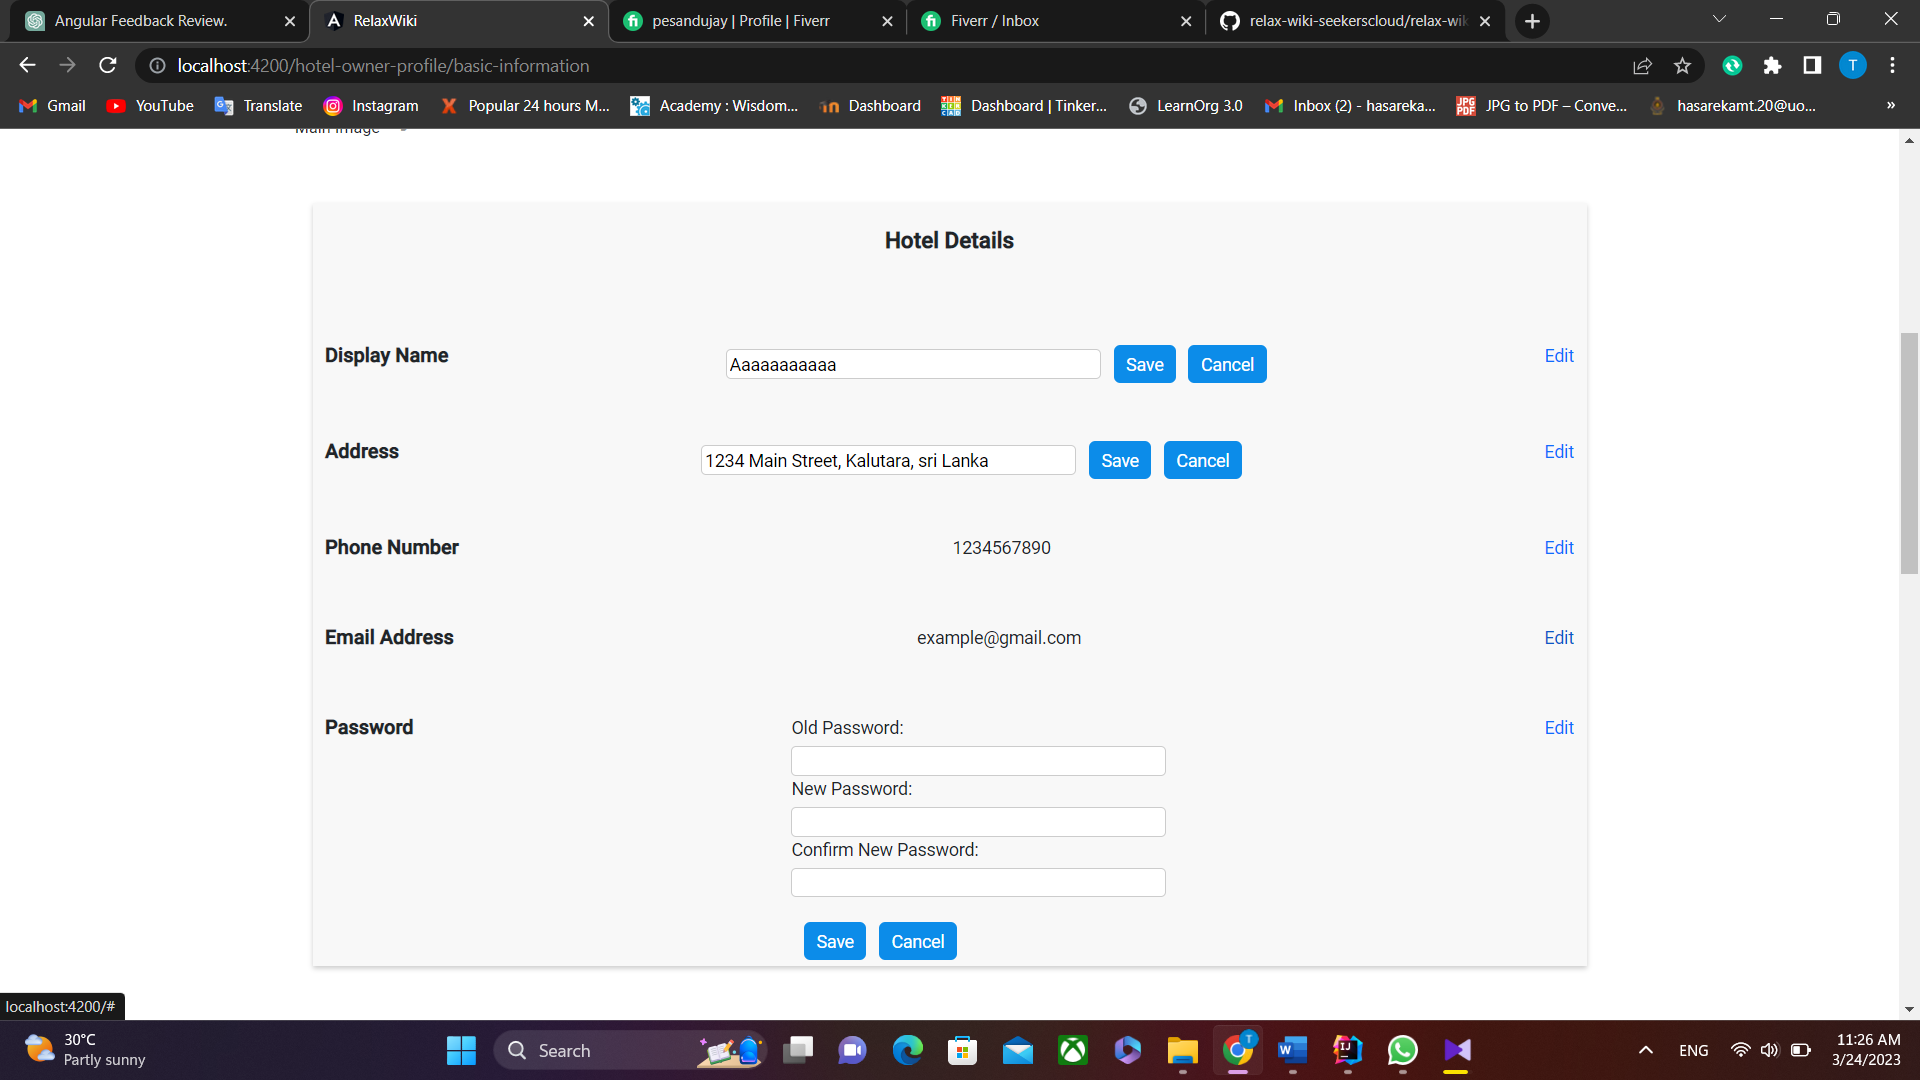 Angular Feedback Review.
RelaxWiki
pesandujay | Profile | Fiverr
Fiverr / Inbox
relax-wiki-seekerscloud/relax-wik
localhost:4200/hotel-owner-profile/basic-information
T
Gmail
YouTube
Translate
Instagram
Popular 24 hours M...
Academy : Wisdom...
Dashboard
Dashboard | Tinker...
LearnOrg 3.0
Inbox (2) - hasareka...
JPG to PDF – Conve...
hasarekamt.20@uo...
»
Main Image
Hotel Details
Display Name
Aaaaaaaaaaa
Save
Cancel
Edit
Address
1234 Main Street, Kalutara, sri Lanka
Save
Cancel
Edit
Phone Number
1234567890
Edit
Email Address
example@gmail.com
Edit
Password
Old Password:
Edit
New Password:
Confirm New Password:
Save
Cancel
localhost:4200/#
30°C
Partly sunny
Search
ENG
11:26 AM
3/24/2023